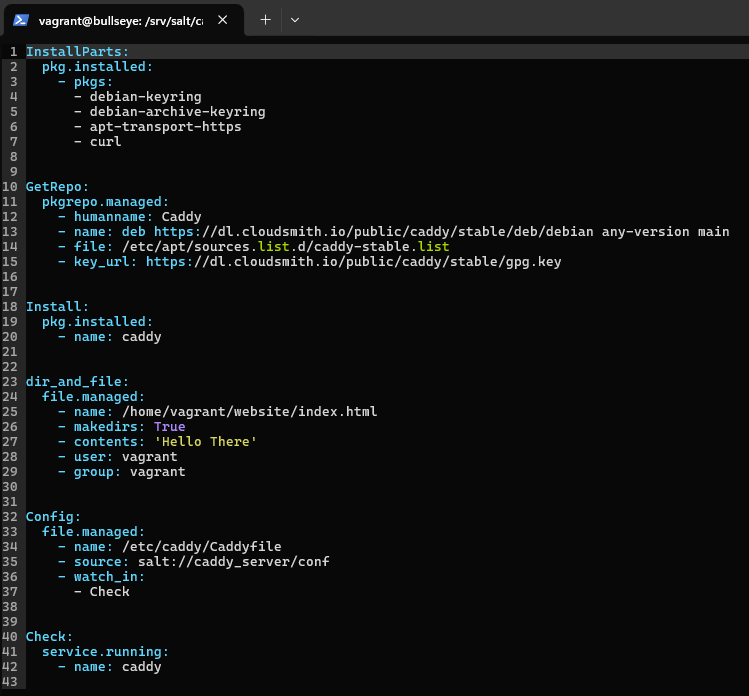 vagrant@bullseye: /srv/salt/ca
1 InstallParts:
2   pkg.installed:
3     - pkgs:
4       - debian-keyring
5       - debian-archive-keyring
6       - apt-transport-https
7       - curl
8
9
10 GetRepo:
11   pkgrepo.managed:
12     - humanname: Caddy
13     - name: deb https://dl.cloudsmith.io/public/caddy/stable/deb/debian any-version main
14     - file: /etc/apt/sources.list.d/caddy-stable.list
15     - key_url: https://dl.cloudsmith.io/public/caddy/stable/gpg.key
16
17
18 Install:
19   pkg.installed:
20     - name: caddy
21
22
23 dir_and_file:
24   file.managed:
25     - name: /home/vagrant/website/index.html
26     - makedirs: True
27     - contents: 'Hello There'
28     - user: vagrant
29     - group: vagrant
30
31
32 Config:
33   file.managed:
34     - name: /etc/caddy/Caddyfile
35     - source: salt://caddy_server/conf
36     - watch_in:
37       - Check
38
39
40 Check:
41   service.running:
42     - name: caddy
43